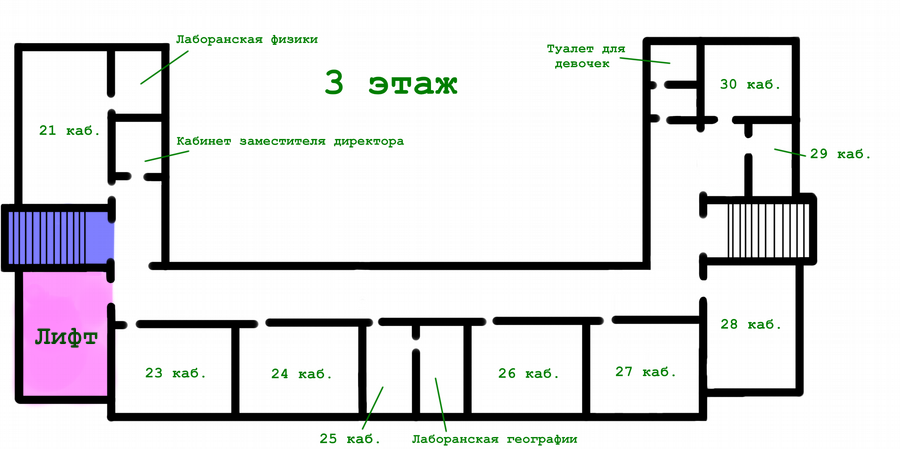 Лаборанская физики
Туалет для
девочек
3 этаж
30 каб.
21 каб.
Кабинет заместителя директора
29 каб.
Лифт
28 каб.
23 каб.
24 каб.
26 каб.
27 каб.
25 каб.
Лаборанская географии